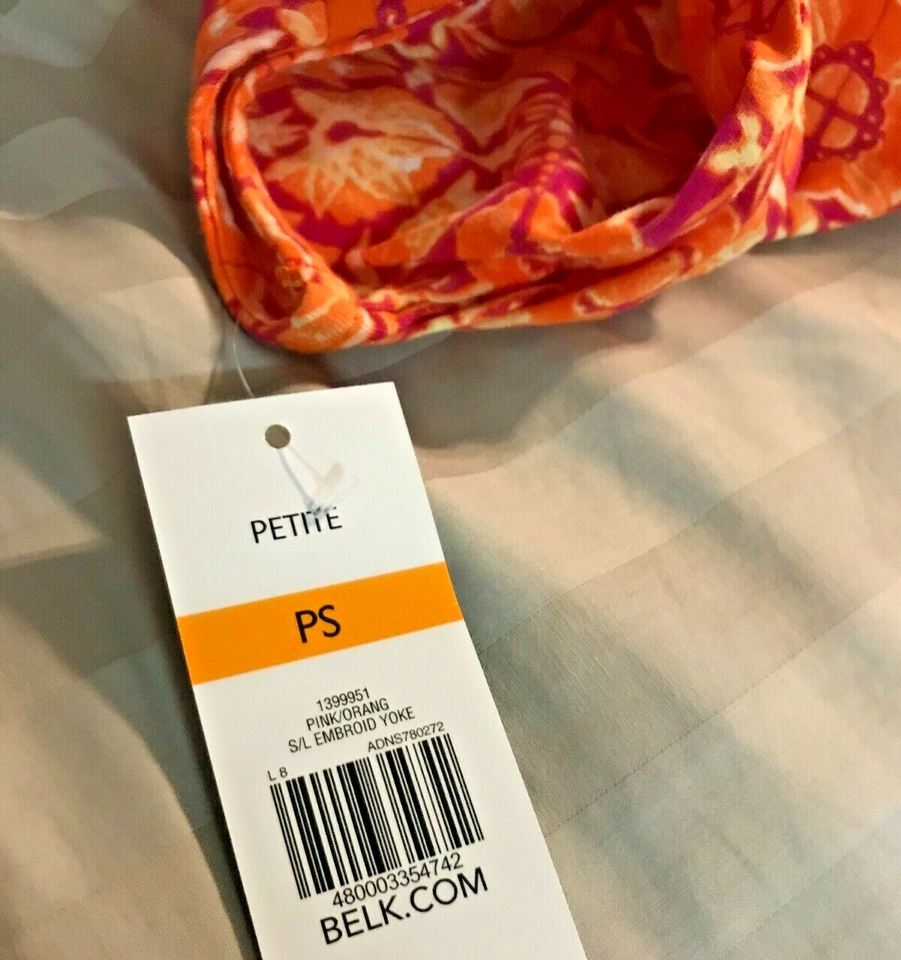 PETITE
PS
1399951
PINK/ORANG
S/L EMBROID YOKE
L 8 ADNS780272
480003354742
BELK.COM